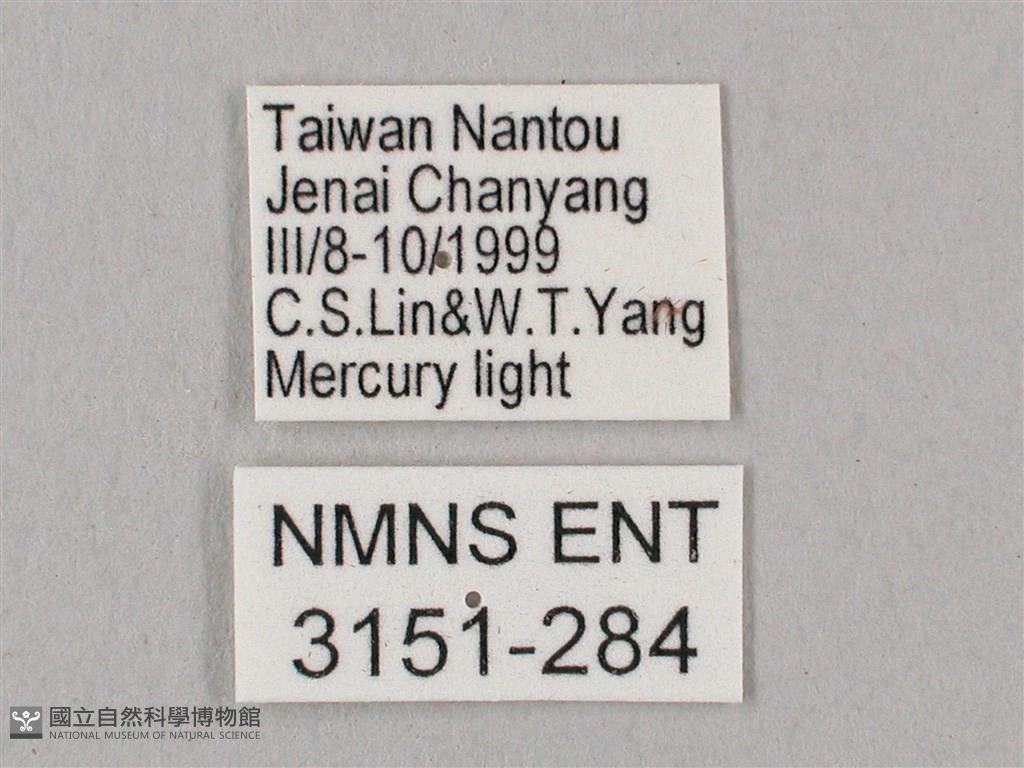 Taiwan Nantou
Jenai Chanyang
III/8-10/1999
C.S.Lin&W.T.Yang
Mercury light
NMNS ENT
3151-284
國立自然科學博物館
NATIONAL MUSEUM OF NATURAL SCIENCE